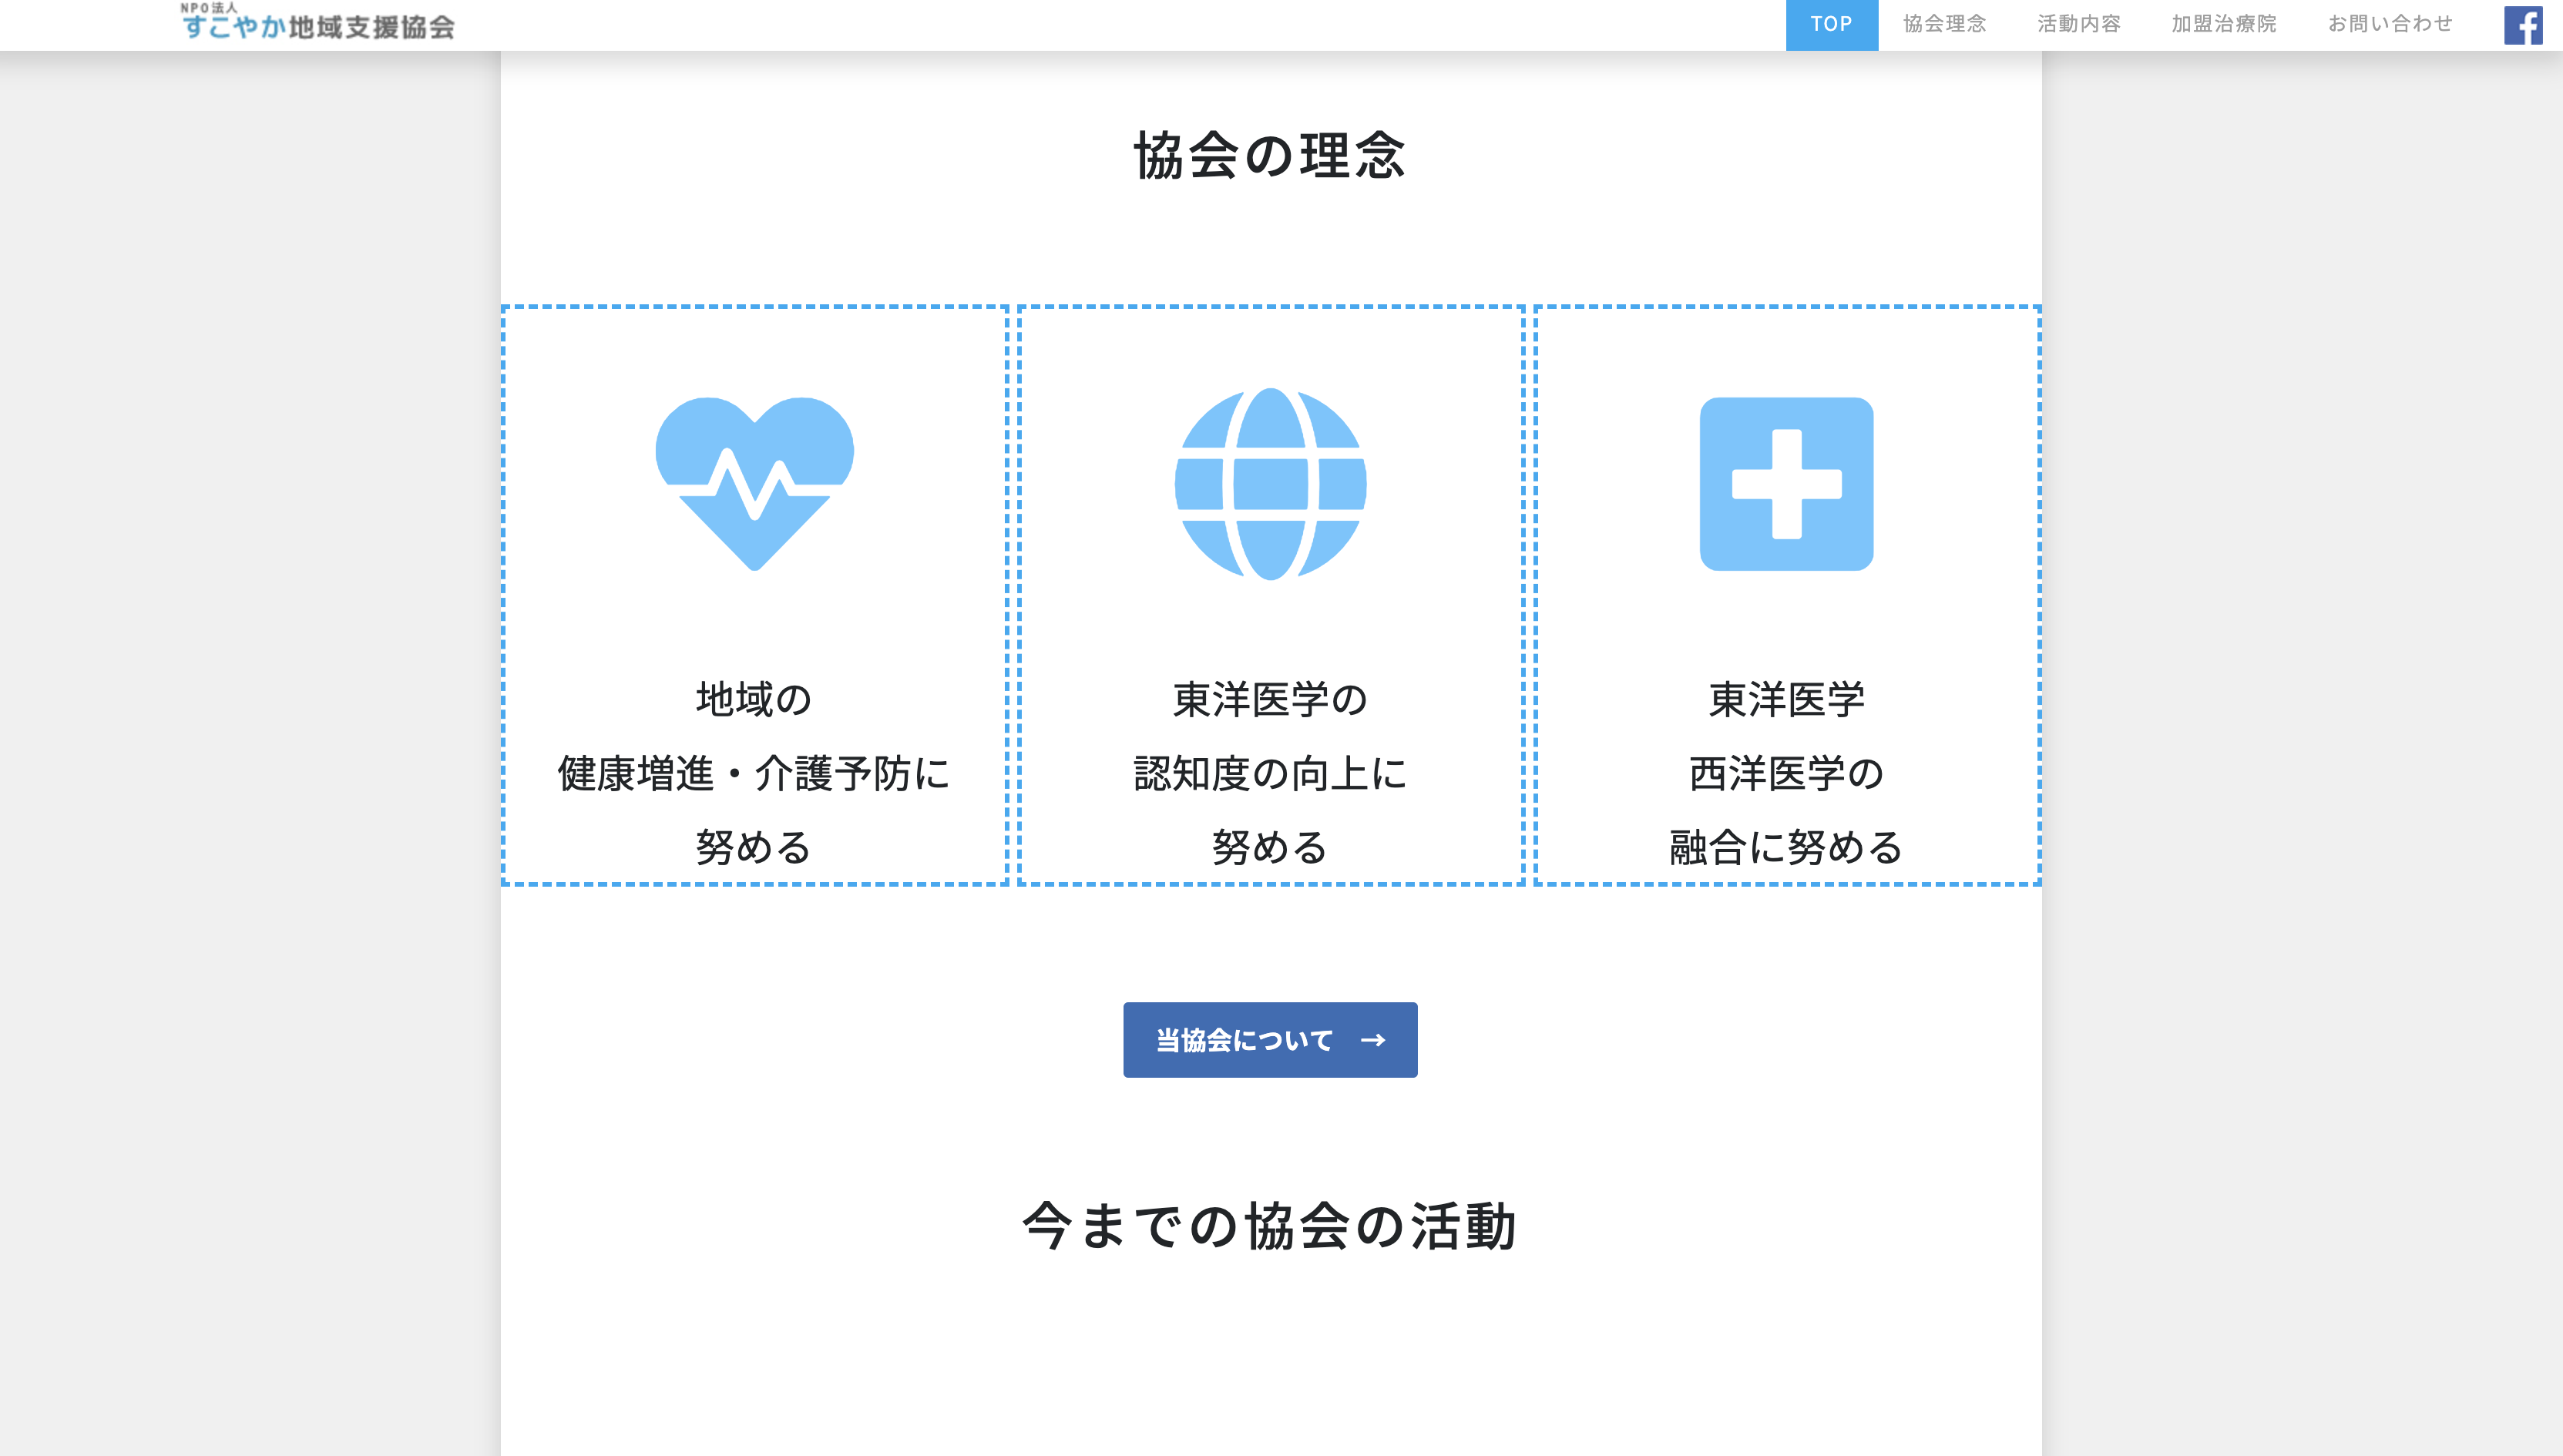 NPO法人
すこやか地域支援協会
TOP 協会理念 活動内容 加盟治療院 お問い合わせ
協会の理念
地域の
健康増進・介護予防に
努める
東洋医学の
認知度の向上に
努める
東洋医学
西洋医学の
融合に努める
当協会について →
今までの協会の活動